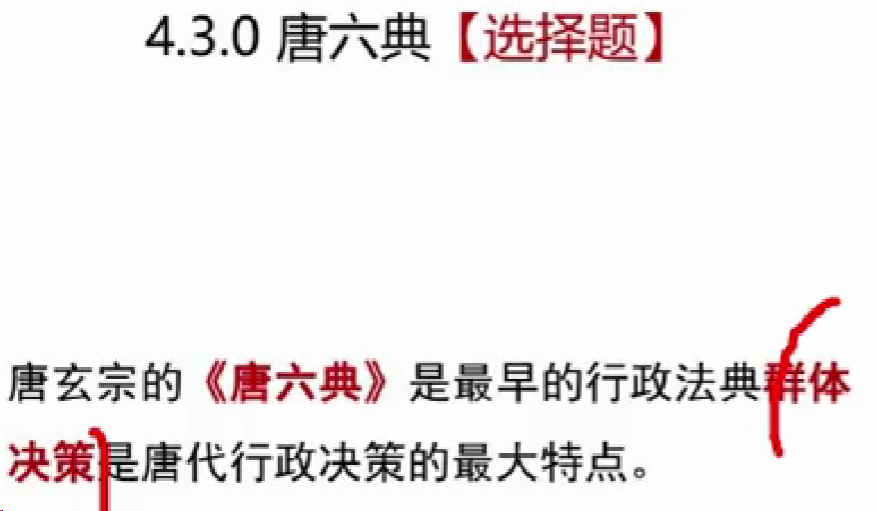 4.3.0 唐六典【选择题】
唐玄宗的《唐六典》是最早的行政法典群体
决策是唐代行政决策的最大特点。